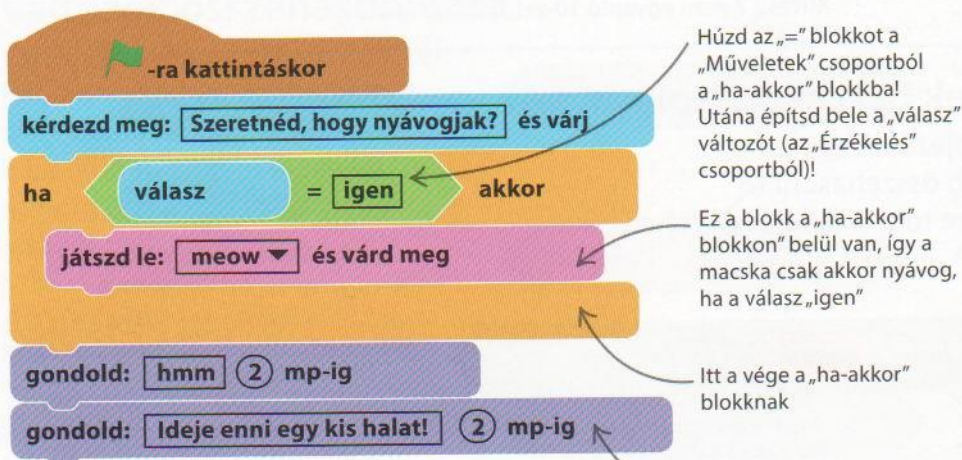 -ra kattintáskor
kérdezd meg: Szeretnéd, hogy nyávogjak? és várj
ha válasz = igen akkor
játszd le: meow és várd meg
gondold: hmm 2 mp-ig
gondold: Ideje enni egy kis halat! 2 mp-ig
Húzd az „=” blokkot a
„Műveletek” csoportból
a „ha-akkor” blokkba!
Utána építsd bele a „válasz”
változót (az „Érzékelés”
csoportból)!
Ez a blokk a „ha-akkor”
blokkon” belül van, így a
macska csak akkor nyávog,
ha a válasz „igen”
Itt a vége a „ha-akkor”
blokknak